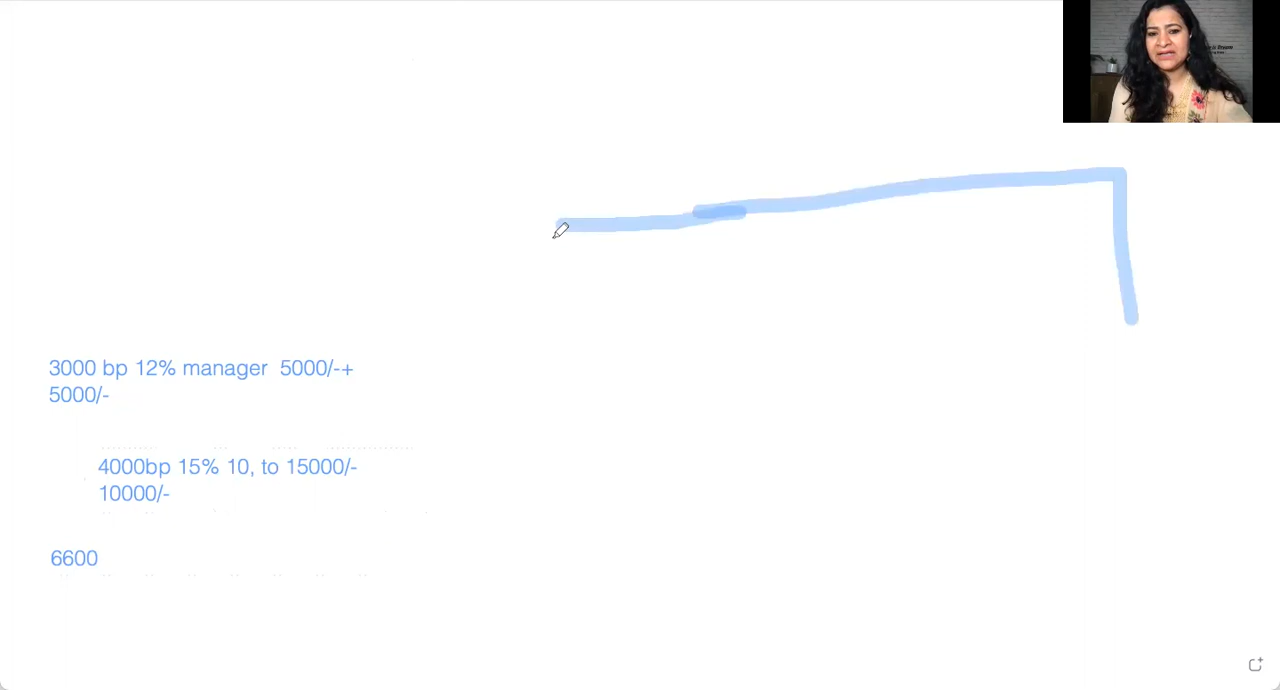 3000 bp 12% manager 5000/-+
5000/-
4000bp 15% 10, to 15000/-
10000/-
6600